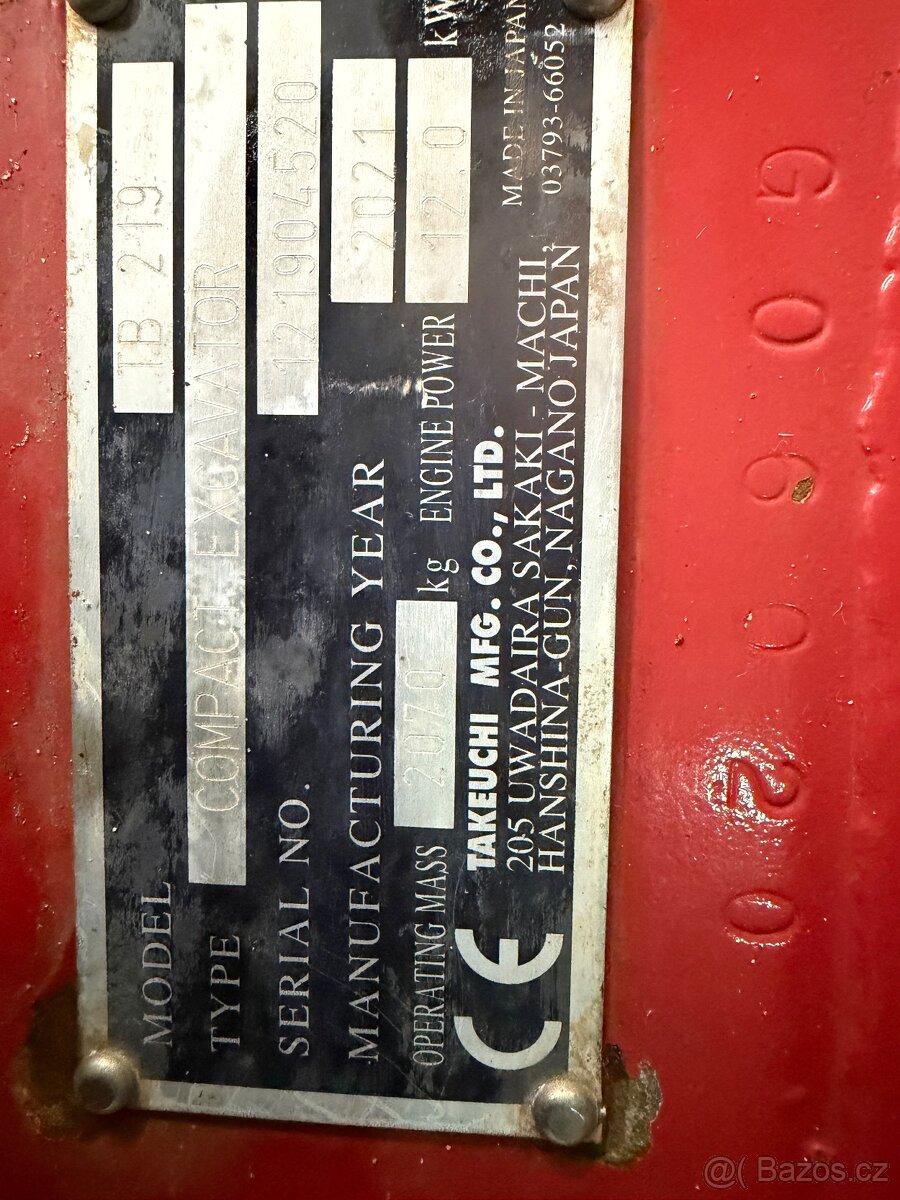 MODEL TB 219
TYPE COMPACT EXCAVATOR
SERIAL NO. 121904520
MANUFACTURING YEAR 2021
OPERATING MASS 2070 kg ENGINE POWER 12.0 kW
CE
TAKEUCHI MFG. CO., LTD.
205 UWADAIRA SAKAKI - MACHI,
HANSHINA-GUN, NAGANO JAPAN,
MADE IN JAPAN
03793-66052
G06020
@( Bazos.cz